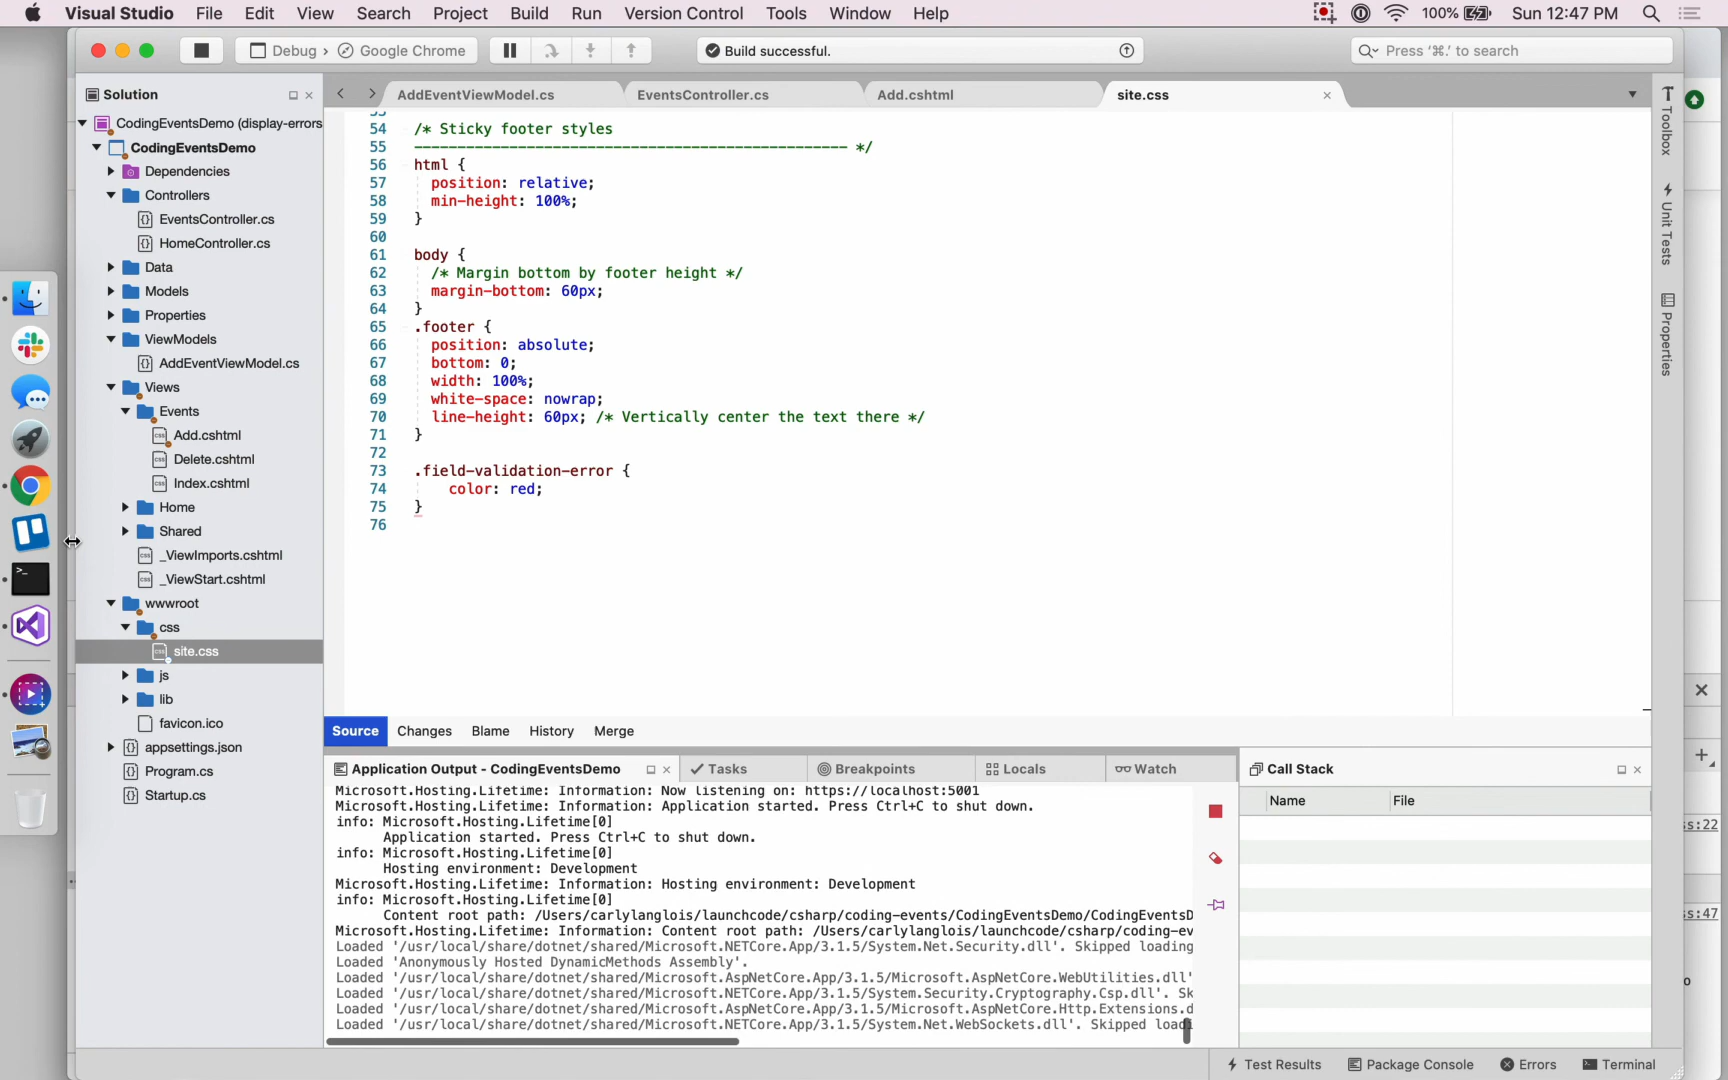 Visual Studio File Edit View Search Project Build Run Version Control Tools Window Help 100% Sun 12:47 PM
Debug › Google Chrome Build successful. Press '⌘.' to search
Solution
CodingEventsDemo (display-errors
CodingEventsDemo
Dependencies
Controllers
EventsController.cs
HomeController.cs
Data
Models
Properties
ViewModels
AddEventViewModel.cs
Views
Events
Add.cshtml
Delete.cshtml
Index.cshtml
Home
Shared
_ViewImports.cshtml
_ViewStart.cshtml
wwwroot
css
site.css
js
lib
favicon.ico
appsettings.json
Program.cs
Startup.cs
AddEventViewModel.cs EventsController.cs Add.cshtml site.css
54 /* Sticky footer styles
55 -------------------------------------------------- */
56 html {
57 position: relative;
58 min-height: 100%;
59 }
60
61 body {
62 /* Margin bottom by footer height */
63 margin-bottom: 60px;
64 }
65 .footer {
66 position: absolute;
67 bottom: 0;
68 width: 100%;
69 white-space: nowrap;
70 line-height: 60px; /* Vertically center the text there */
71 }
72
73 .field-validation-error {
74 color: red;
75 }
76
Toolbox
Unit Tests
Properties
Source Changes Blame History Merge
Application Output - CodingEventsDemo Tasks Breakpoints Locals Watch
Microsoft.Hosting.Lifetime: Information: Now listening on: https://localhost:5001
Microsoft.Hosting.Lifetime: Information: Application started. Press Ctrl+C to shut down.
info: Microsoft.Hosting.Lifetime[0]
Application started. Press Ctrl+C to shut down.
info: Microsoft.Hosting.Lifetime[0]
Hosting environment: Development
Microsoft.Hosting.Lifetime: Information: Hosting environment: Development
info: Microsoft.Hosting.Lifetime[0]
Content root path: /Users/carlylanglois/launchcode/csharp/coding-events/CodingEventsDemo/CodingEventsD
Microsoft.Hosting.Lifetime: Information: Content root path: /Users/carlylanglois/launchcode/csharp/coding-ev
Loaded '/usr/local/share/dotnet/shared/Microsoft.NETCore.App/3.1.5/System.Net.Security.dll'. Skipped loading
Loaded 'Anonymously Hosted DynamicMethods Assembly'.
Loaded '/usr/local/share/dotnet/shared/Microsoft.AspNetCore.App/3.1.5/Microsoft.AspNetCore.WebUtilities.dll'
Loaded '/usr/local/share/dotnet/shared/Microsoft.NETCore.App/3.1.5/System.Security.Cryptography.Csp.dll'. Sk
Loaded '/usr/local/share/dotnet/shared/Microsoft.AspNetCore.App/3.1.5/Microsoft.AspNetCore.Http.Extensions.d
Loaded '/usr/local/share/dotnet/shared/Microsoft.NETCore.App/3.1.5/System.Net.WebSockets.dll'. Skipped loadi
Call Stack
Name File
ss:22
ss:47
o
Test Results Package Console Errors Terminal